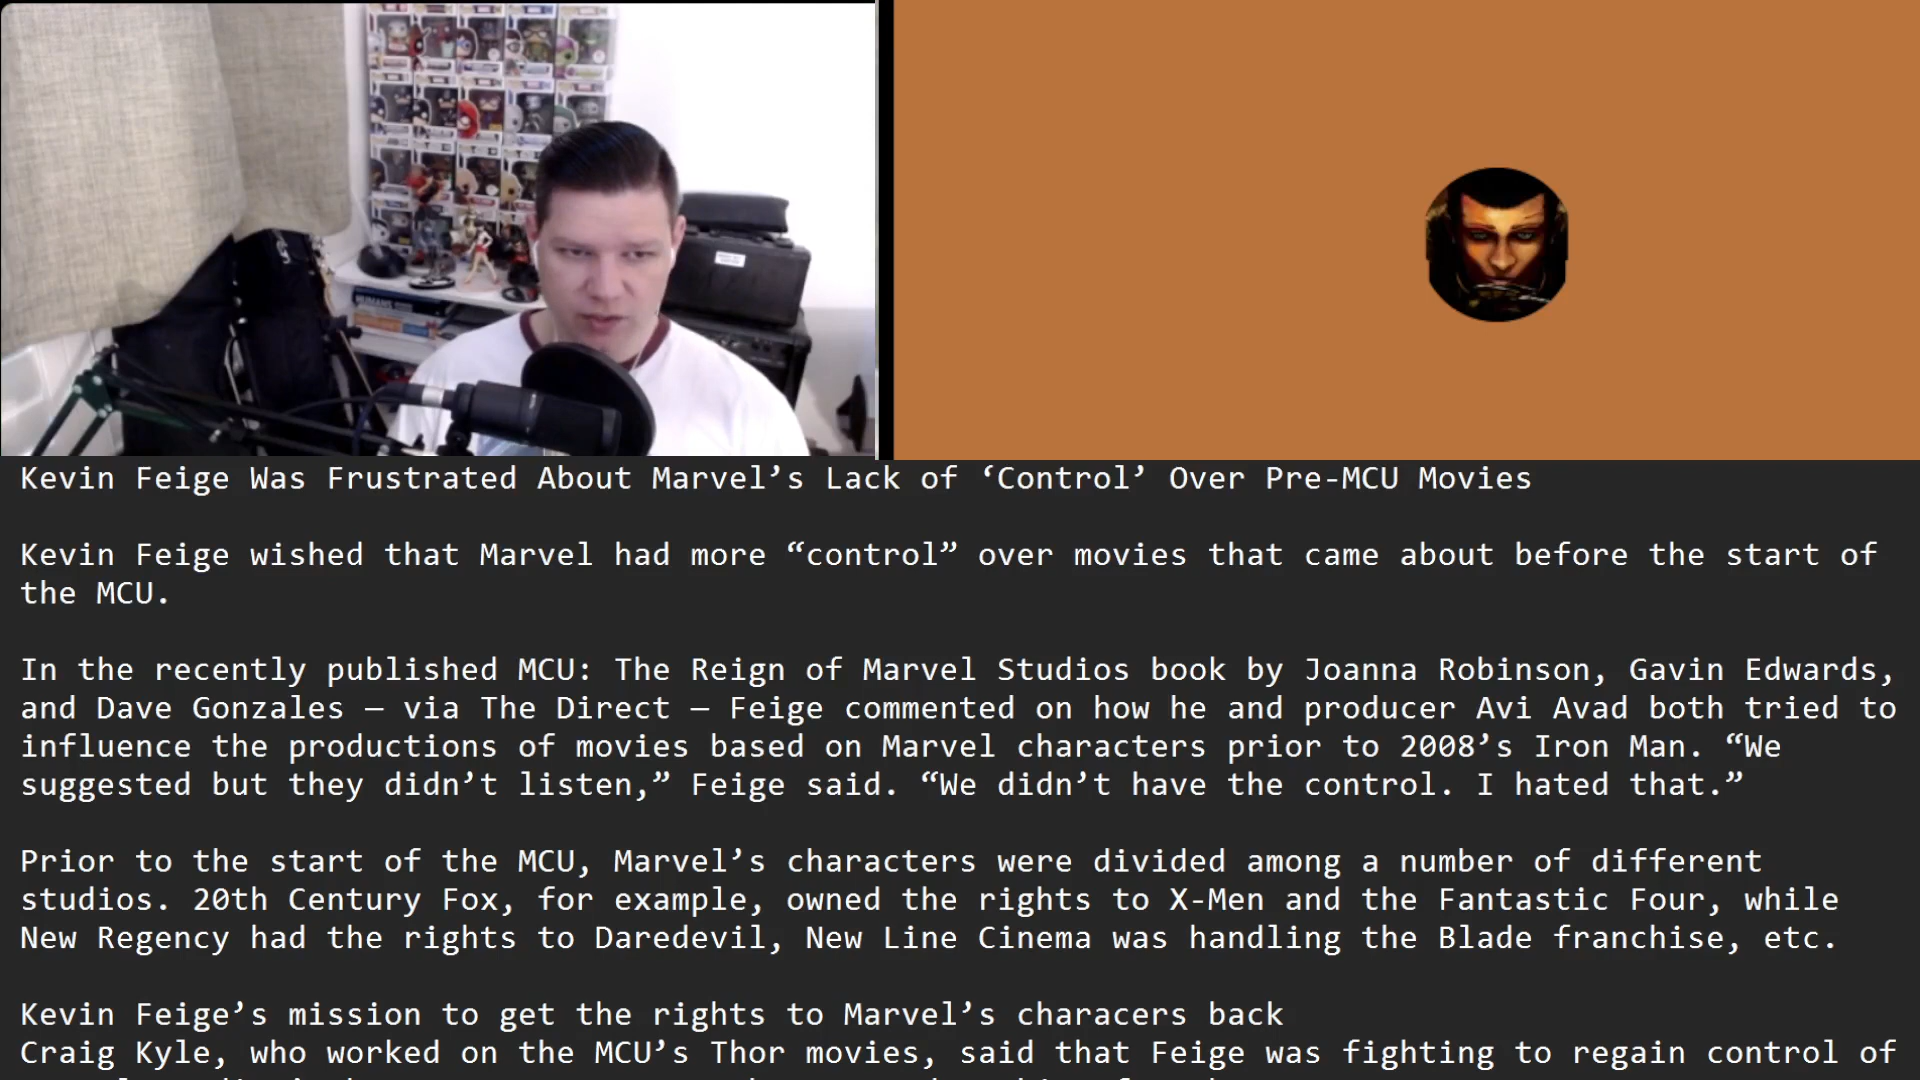 HUMANS
Kevin Feige Was Frustrated About Marvel’s Lack of ‘Control’ Over Pre-MCU Movies
Kevin Feige wished that Marvel had more “control” over movies that came about before the start of
the MCU.
In the recently published MCU: The Reign of Marvel Studios book by Joanna Robinson, Gavin Edwards,
and Dave Gonzales — via The Direct — Feige commented on how he and producer Avi Avad both tried to
influence the productions of movies based on Marvel characters prior to 2008’s Iron Man. “We
suggested but they didn’t listen,” Feige said. “We didn’t have the control. I hated that.”
Prior to the start of the MCU, Marvel’s characters were divided among a number of different
studios. 20th Century Fox, for example, owned the rights to X-Men and the Fantastic Four, while
New Regency had the rights to Daredevil, New Line Cinema was handling the Blade franchise, etc.
Kevin Feige’s mission to get the rights to Marvel’s characers back
Craig Kyle, who worked on the MCU’s Thor movies, said that Feige was fighting to regain control of